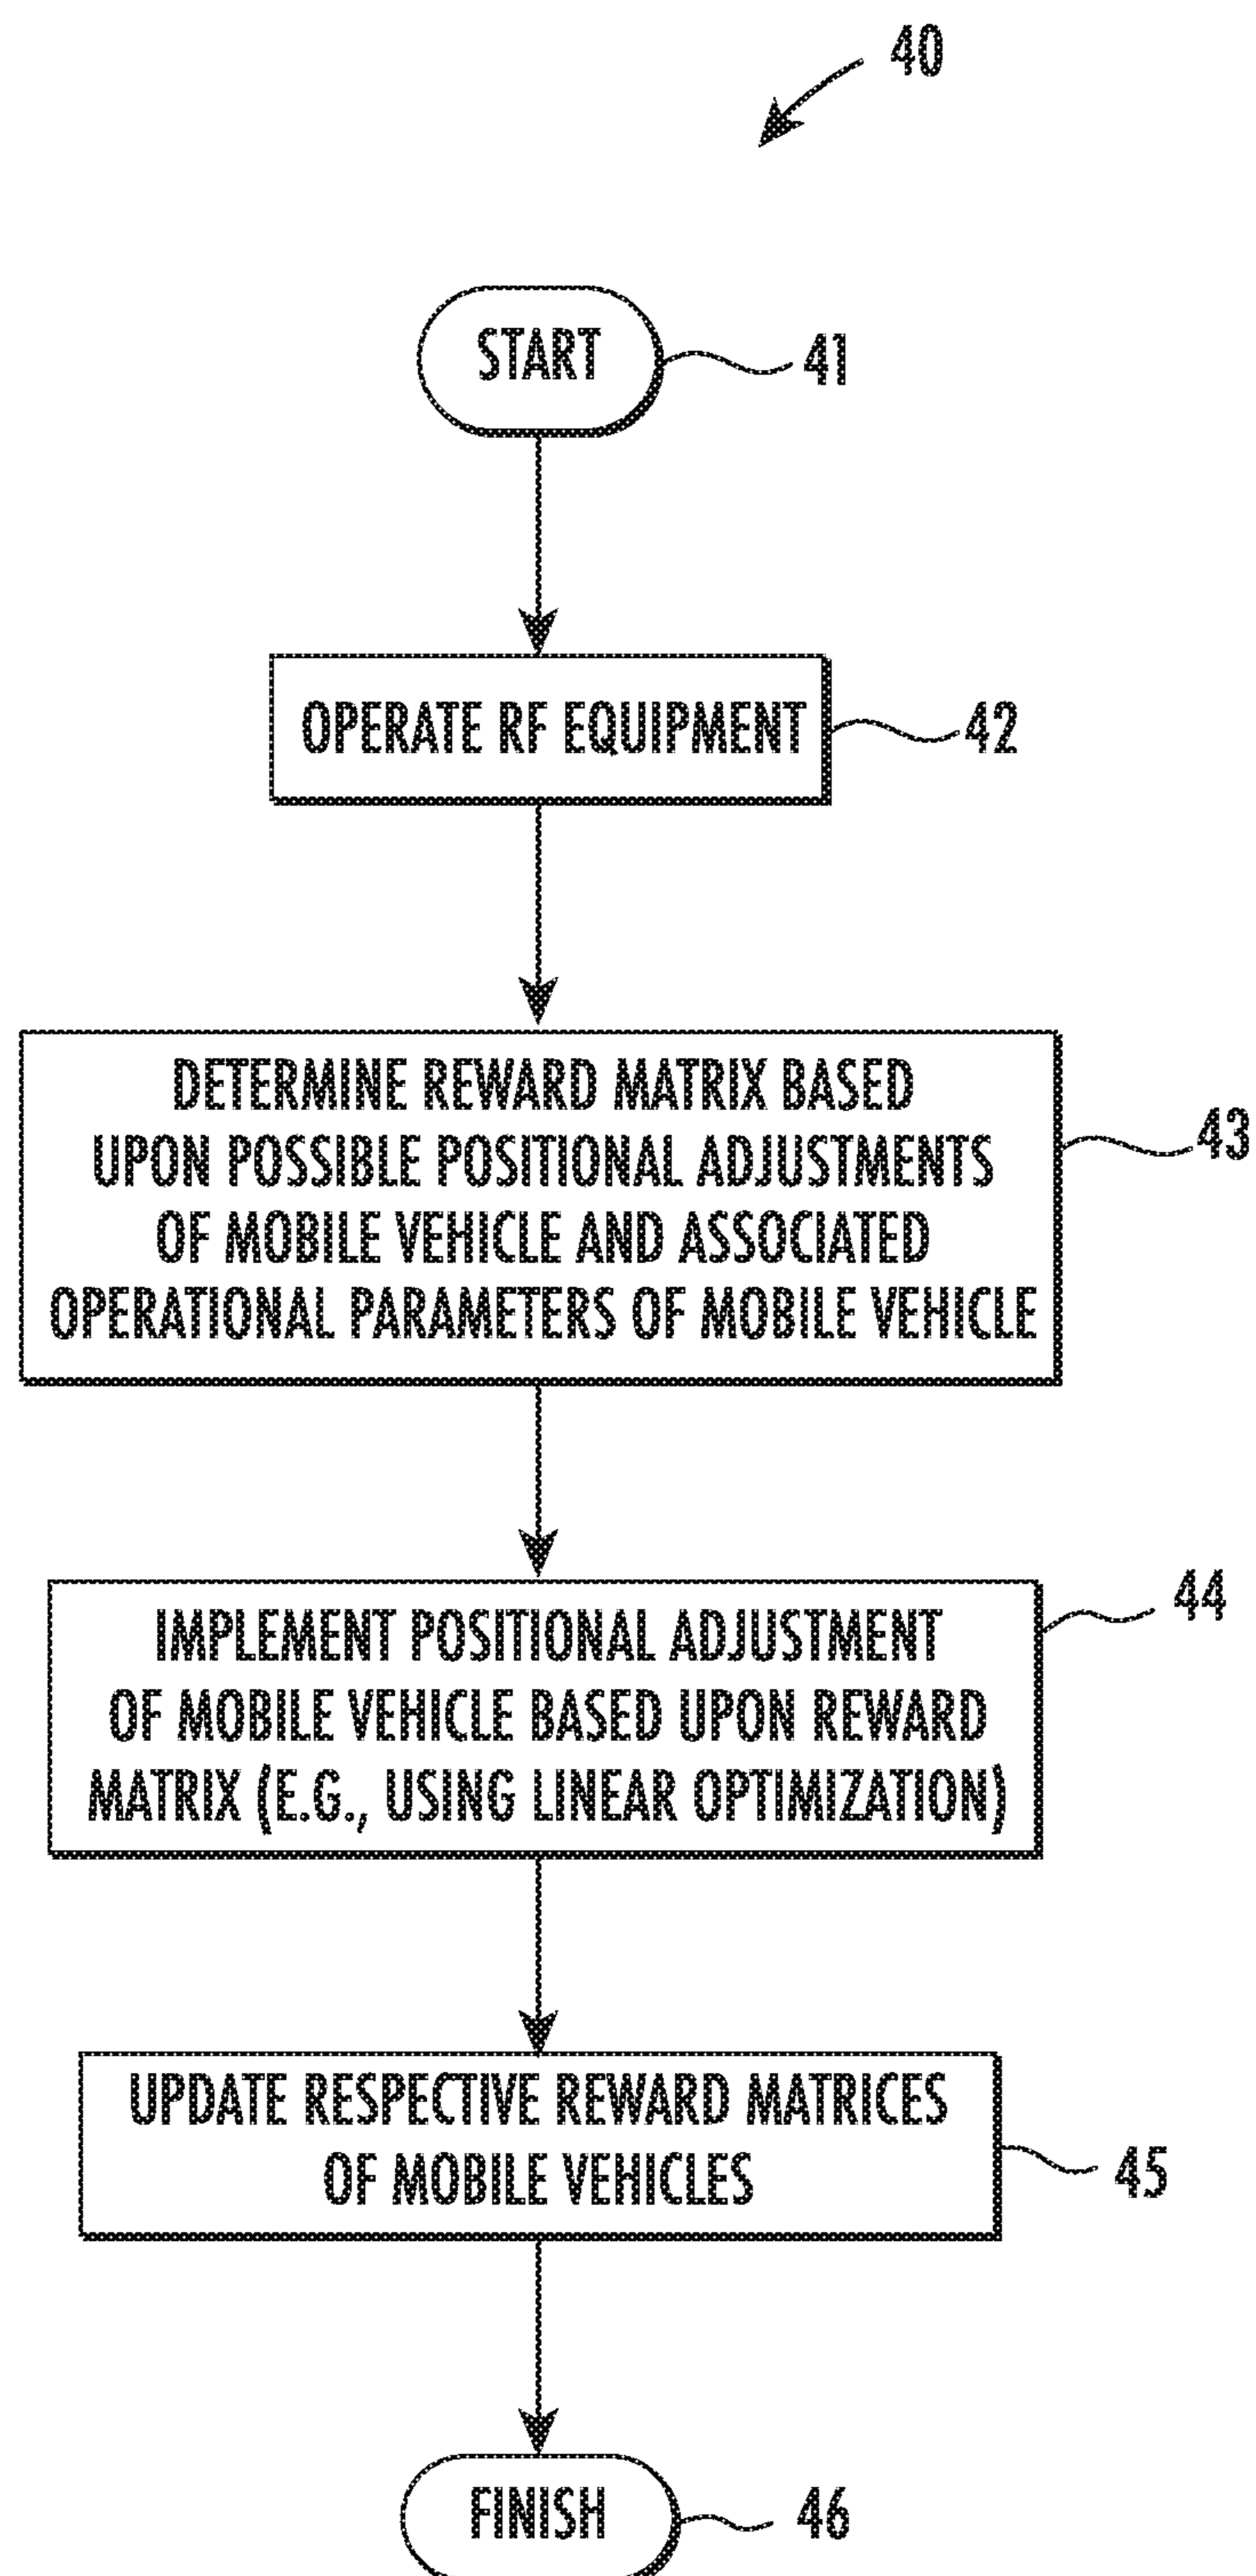 40
START
41
OPERATE RF EQUIPMENT
42
DETERMINE REWARD MATRIX BASED
UPON POSSIBLE POSITIONAL ADJUSTMENTS
OF MOBILE VEHICLE AND ASSOCIATED
OPERATIONAL PARAMETERS OF MOBILE VEHICLE
43
IMPLEMENT POSITIONAL ADJUSTMENT
OF MOBILE VEHICLE BASED UPON REWARD
MATRIX (E.G., USING LINEAR OPTIMIZATION)
44
UPDATE RESPECTIVE REWARD MATRICES
OF MOBILE VEHICLES
45
FINISH
46